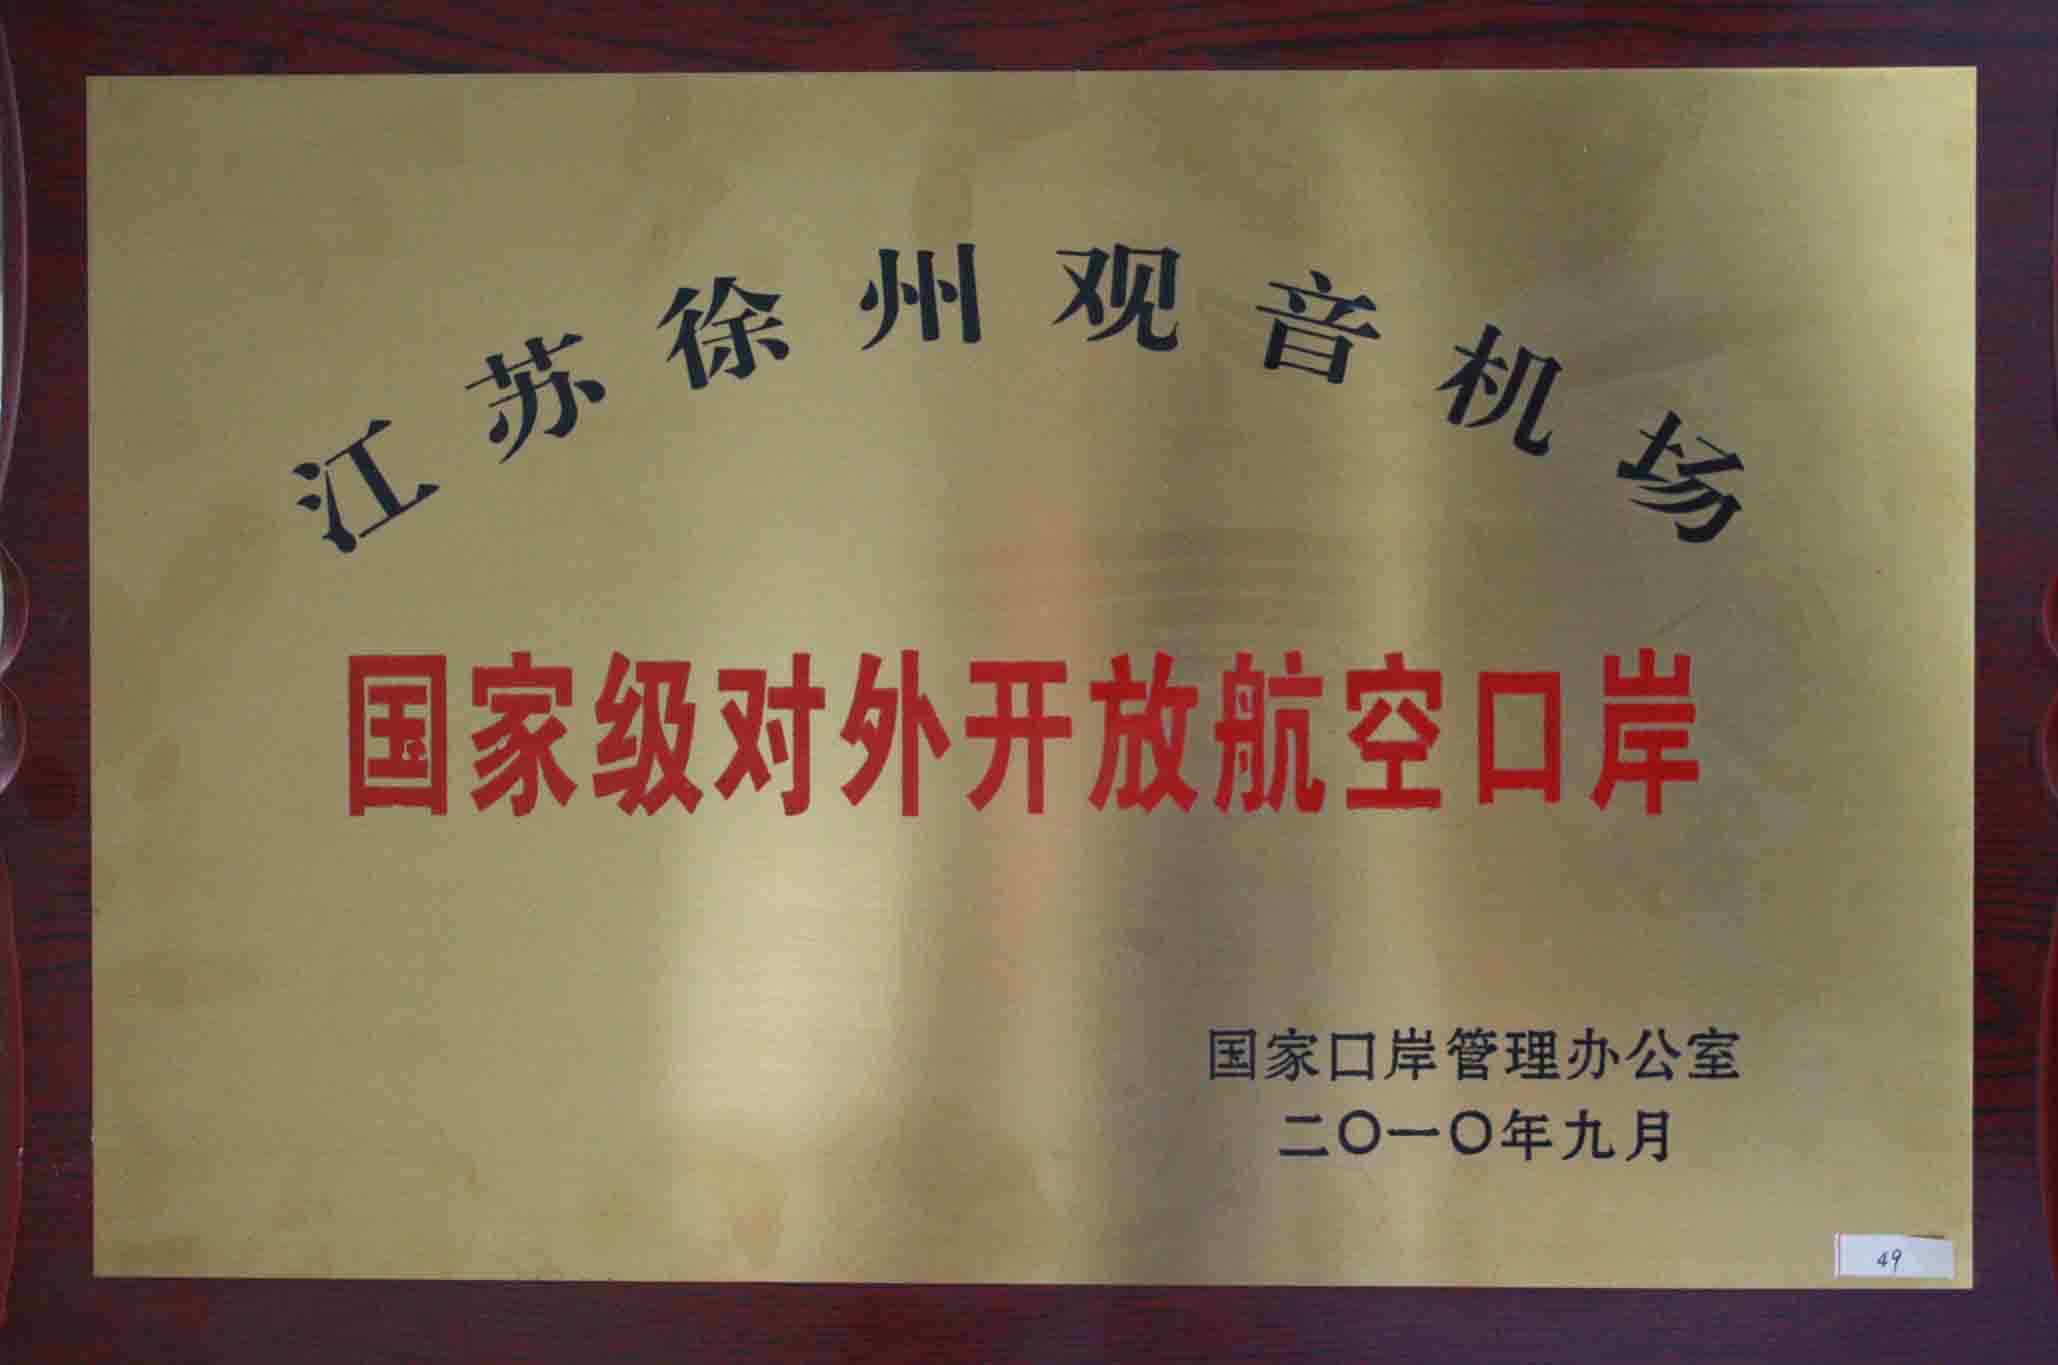 江苏徐州观音机场
国家级对外开放航空口岸
国家口岸管理办公室
二〇一〇年九月
49